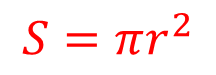 S = πr²